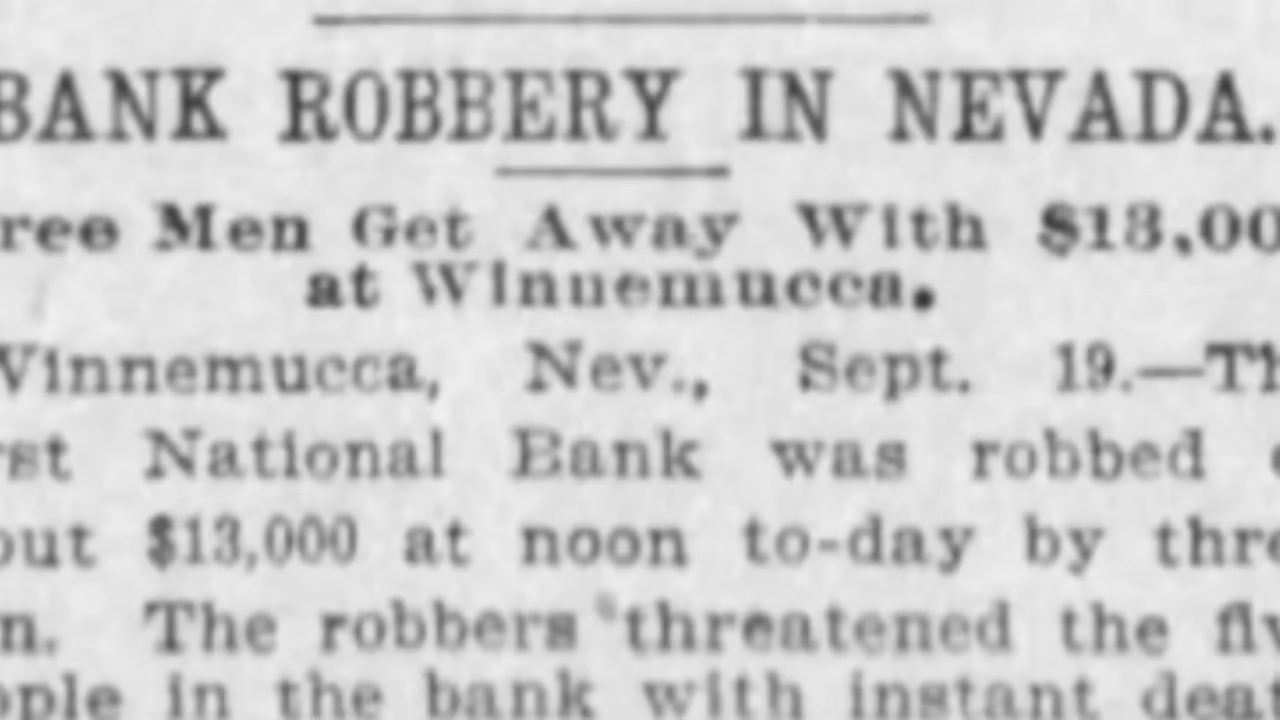 BANK ROBBERY IN NEVADA.
ree Men Get Away With $13,00
at Winnemucca.
Winnemucca, Nev., Sept. 19.—Th
rst National Bank was robbed
out $13,000 at noon to-day by thre
n. The robbers threatened the fiv
ople in the bank with instant deat